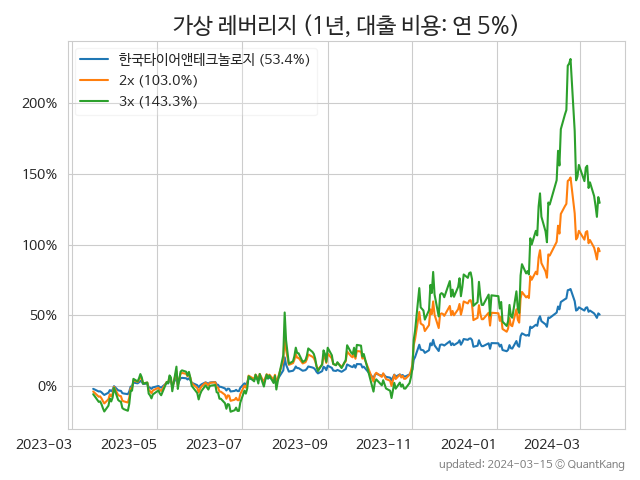 가상 레버리지 (1년, 대출 비용: 연 5%)
한국타이어앤테크놀로지 (53.4%)
2x (103.0%)
3x (143.3%)
200%
150%
100%
50%
0%
2023-03 2023-05 2023-07 2023-09 2023-11 2024-01 2024-03
updated: 2024-03-15 © QuantKang